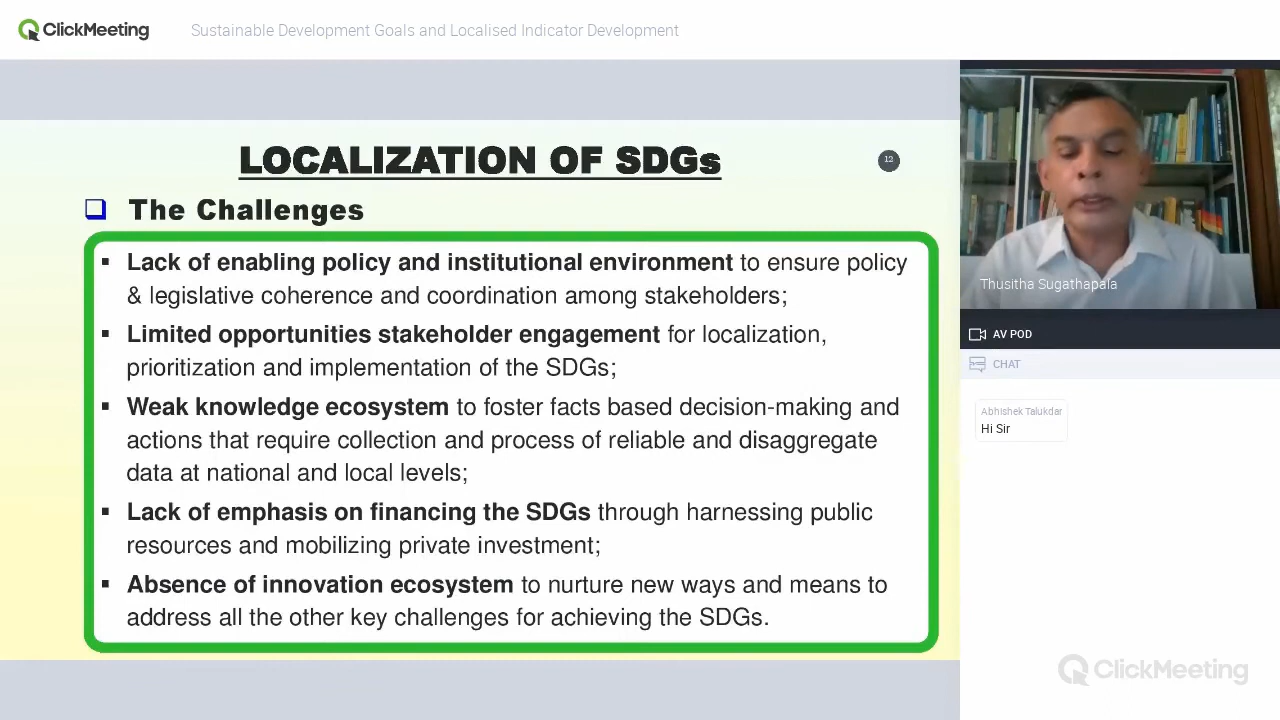 ClickMeeting
Sustainable Development Goals and Localised Indicator Development
LOCALIZATION OF SDGs
12
The Challenges
Lack of enabling policy and institutional environment to ensure policy
& legislative coherence and coordination among stakeholders;
Limited opportunities stakeholder engagement for localization,
prioritization and implementation of the SDGs;
Weak knowledge ecosystem to foster facts based decision-making and
actions that require collection and process of reliable and disaggregate
data at national and local levels;
Lack of emphasis on financing the SDGs through harnessing public
resources and mobilizing private investment;
Absence of innovation ecosystem to nurture new ways and means to
address all the other key challenges for achieving the SDGs.
Thusitha Sugathapala
AV POD
CHAT
Abhishek Talukdar
Hi Sir
ClickMeeting